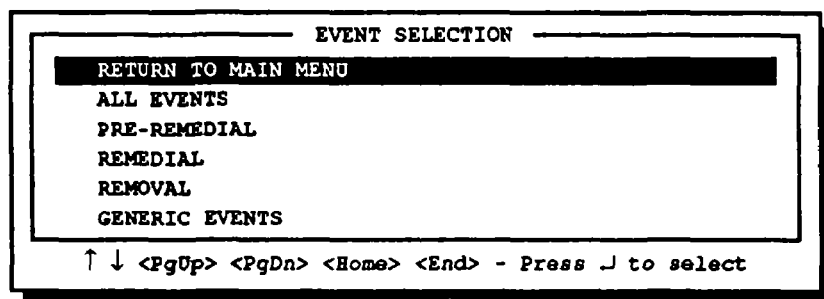 EVENT SELECTION
RETURN TO MAIN MENU
ALL EVENTS
PRE-REMEDIAL
REMEDIAL
REMOVAL
GENERIC EVENTS
↑ ↓ <PgUp> <PgDn> <Home> <End> - Press ↵ to select